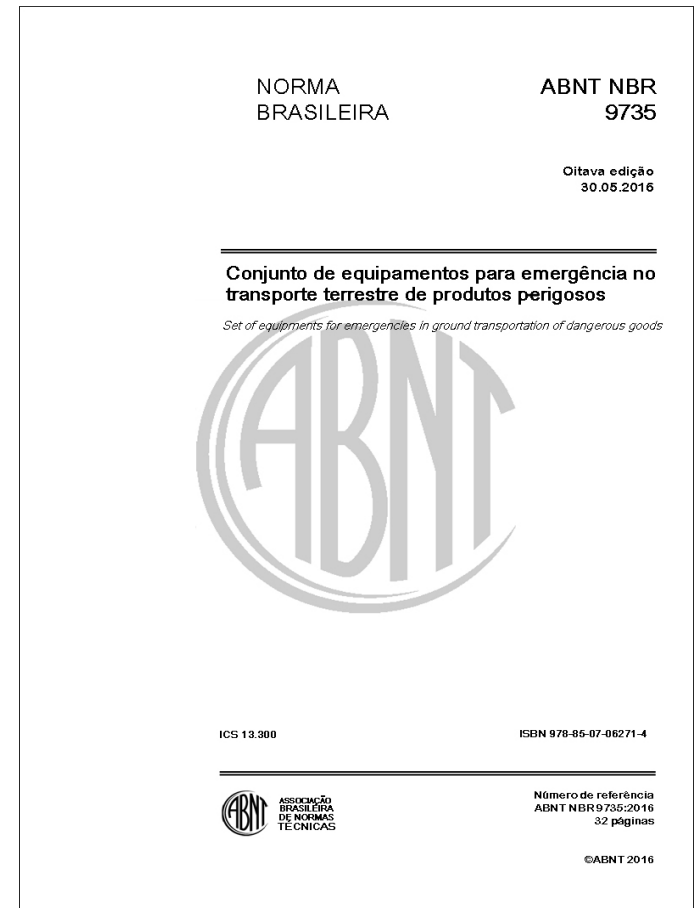 NORMA
BRASILEIRA
ABNT NBR
9735
Oitava edição
30.05.2016
Conjunto de equipamentos para emergência no
transporte terrestre de produtos perigosos
Set of equipments for emergencies in ground transportation of dangerous goods
ABNT
ICS 13.300
ISBN 978-85-07-06271-4
ABNT
ASSOCIAÇÃO
BRASILEIRA
DE NORMAS
TÉCNICAS
Número de referência
ABNT NBR 9735:2016
32 páginas
©ABNT 2016